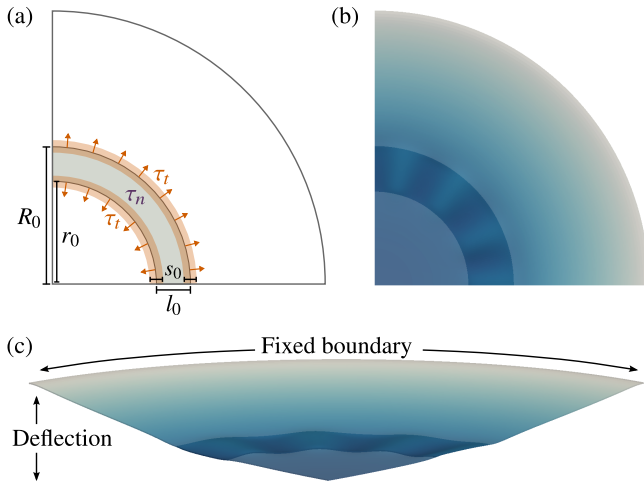 (a)
τt
τn
τt
R0
r0
s0
l0
(b)
(c)
Fixed boundary
Deflection